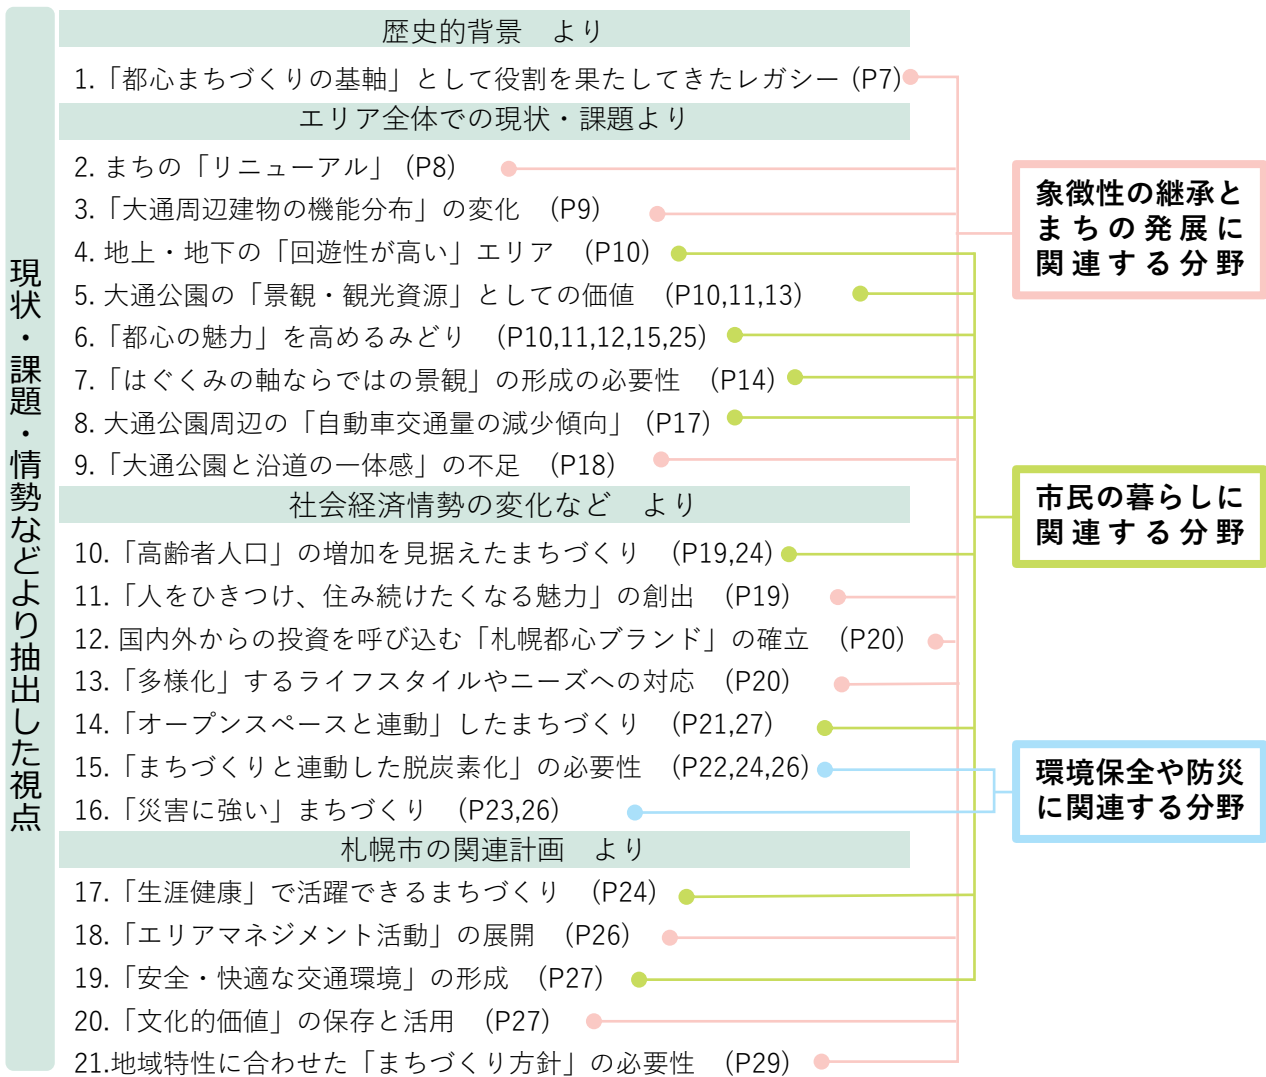 現状・課題・情勢などより抽出した視点
歴史的背景　より
1.「都心まちづくりの基軸」として役割を果たしてきたレガシー (P7)
エリア全体での現状・課題より
2. まちの「リニューアル」 (P8)
3.「大通周辺建物の機能分布」の変化　(P9)
4. 地上・地下の「回遊性が高い」エリア　(P10)
5. 大通公園の「景観・観光資源」としての価値　(P10,11,13)
6.「都心の魅力」を高めるみどり　(P10,11,12,15,25)
7.「はぐくみの軸ならではの景観」の形成の必要性　(P14)
8. 大通公園周辺の「自動車交通量の減少傾向」 (P17)
9.「大通公園と沿道の一体感」の不足　(P18)
社会経済情勢の変化など　より
10.「高齢者人口」の増加を見据えたまちづくり　(P19,24)
11.「人をひきつけ、住み続けたくなる魅力」の創出　(P19)
12. 国内外からの投資を呼び込む「札幌都心ブランド」の確立　(P20)
13.「多様化」するライフスタイルやニーズへの対応　(P20)
14.「オープンスペースと連動」したまちづくり　(P21,27)
15.「まちづくりと連動した脱炭素化」の必要性　(P22,24,26)
16.「災害に強い」まちづくり　(P23,26)
札幌市の関連計画　より
17.「生涯健康」で活躍できるまちづくり　(P24)
18.「エリアマネジメント活動」の展開　(P26)
19.「安全・快適な交通環境」の形成　(P27)
20.「文化的価値」の保存と活用　(P27)
21.地域特性に合わせた「まちづくり方針」の必要性　(P29)
象徴性の継承と
まちの発展に
関連する分野
市民の暮らしに
関連する分野
環境保全や防災
に関連する分野